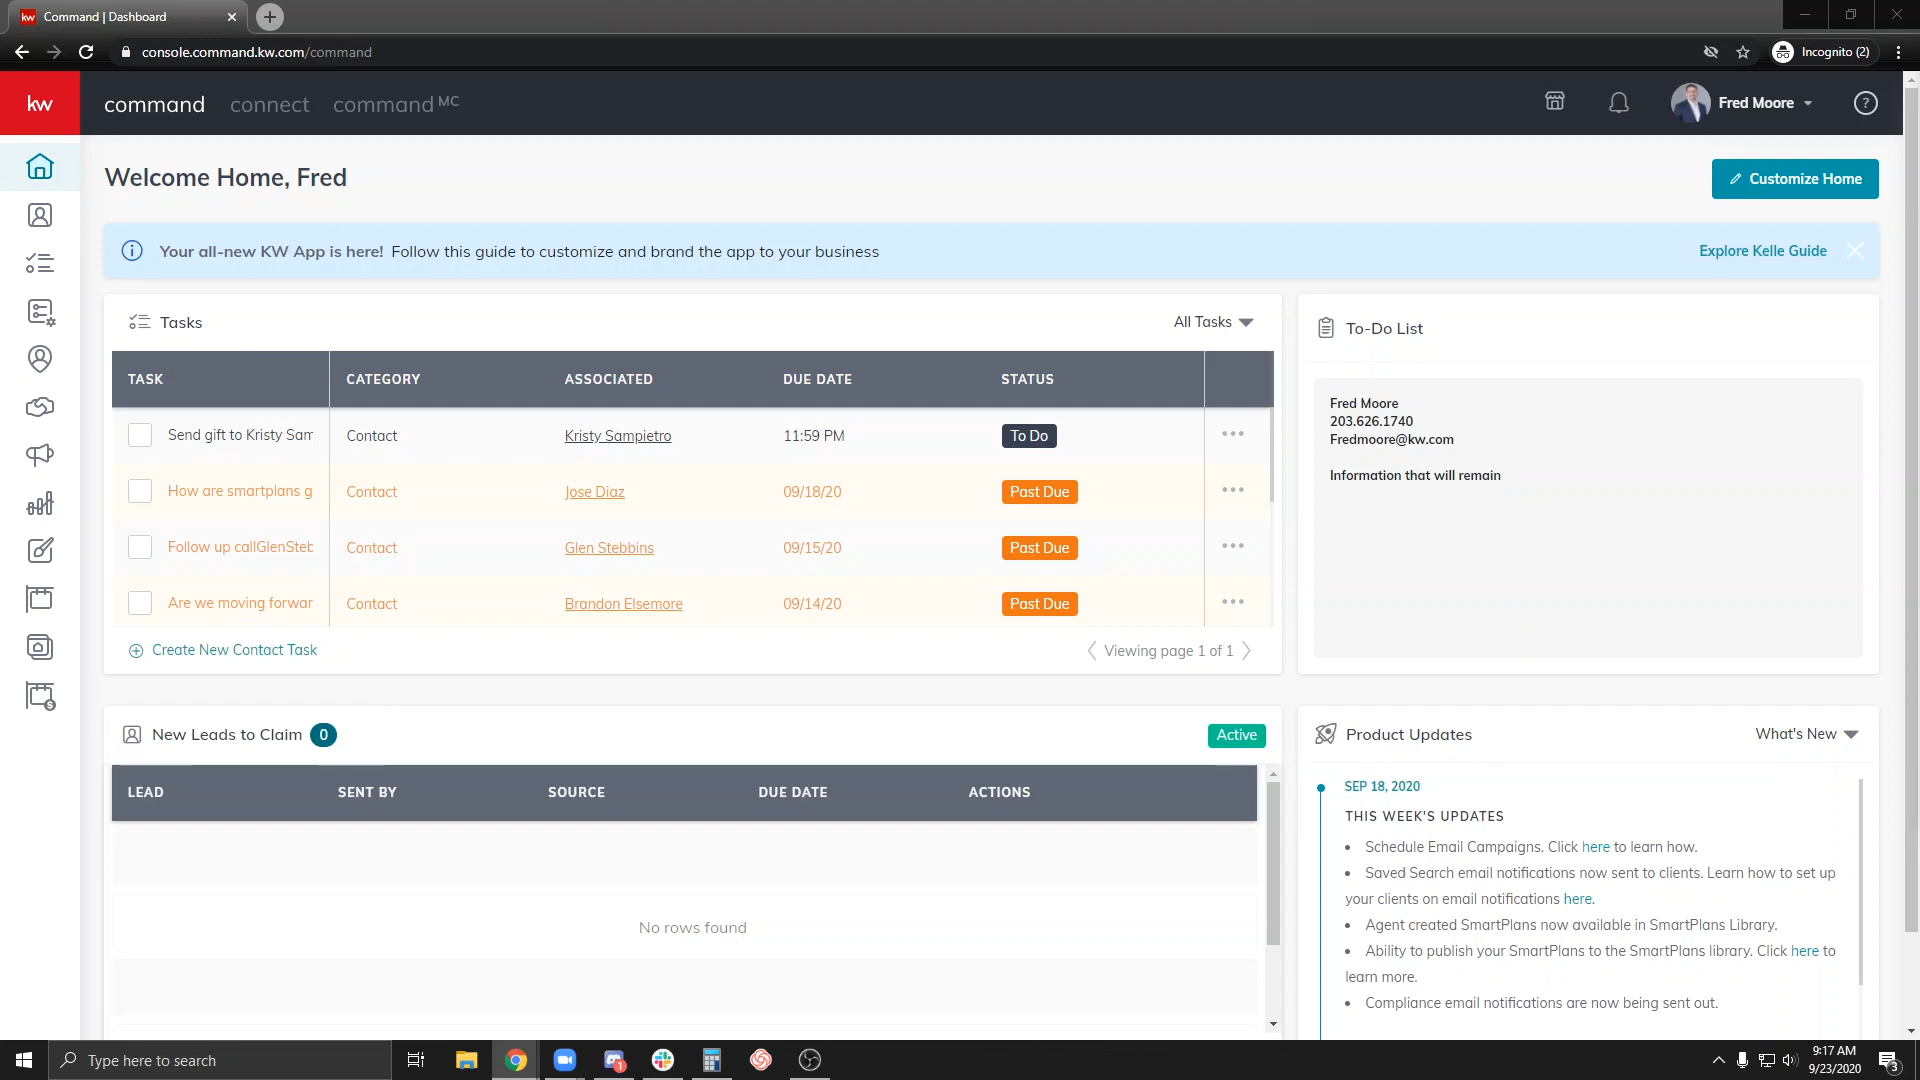 kw Command | Dashboard
console.command.kw.com/command
Incognito (2)
kw command connect command MC
Fred Moore
?
Welcome Home, Fred
Customize Home
Your all-new KW App is here! Follow this guide to customize and brand the app to your business
Explore Kelle Guide
Tasks
All Tasks
TASK CATEGORY ASSOCIATED DUE DATE STATUS
Send gift to Kristy Sam Contact Kristy Sampietro 11:59 PM To Do
How are smartplans g Contact Jose Diaz 09/18/20 Past Due
Follow up callGlenSteb Contact Glen Stebbins 09/15/20 Past Due
Are we moving forwar Contact Brandon Elsemore 09/14/20 Past Due
Create New Contact Task
Viewing page 1 of 1
To-Do List
Fred Moore
203.626.1740
Fredmoore@kw.com
Information that will remain
New Leads to Claim 0
Active
LEAD SENT BY SOURCE DUE DATE ACTIONS
No rows found
Product Updates
What's New
SEP 18, 2020
THIS WEEK'S UPDATES
• Schedule Email Campaigns. Click here to learn how.
• Saved Search email notifications now sent to clients. Learn how to set up
your clients on email notifications here.
• Agent created SmartPlans now available in SmartPlans Library.
• Ability to publish your SmartPlans to the SmartPlans library. Click here to
learn more.
• Compliance email notifications are now being sent out.
Type here to search
1
9:17 AM
9/23/2020
3